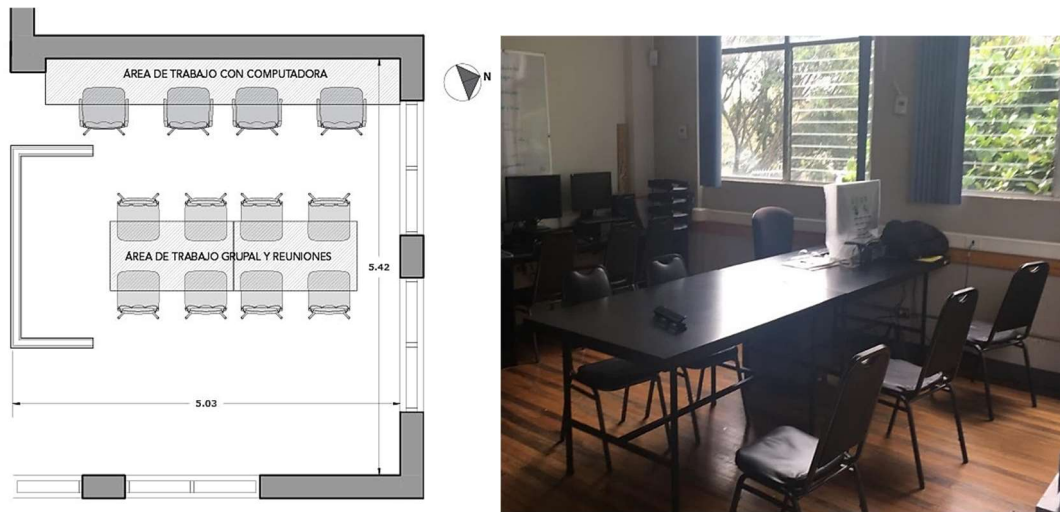 ÁREA DE TRABAJO CON COMPUTADORA
N
ÁREA DE TRABAJO GRUPAL Y REUNIONES
5.42
5.03